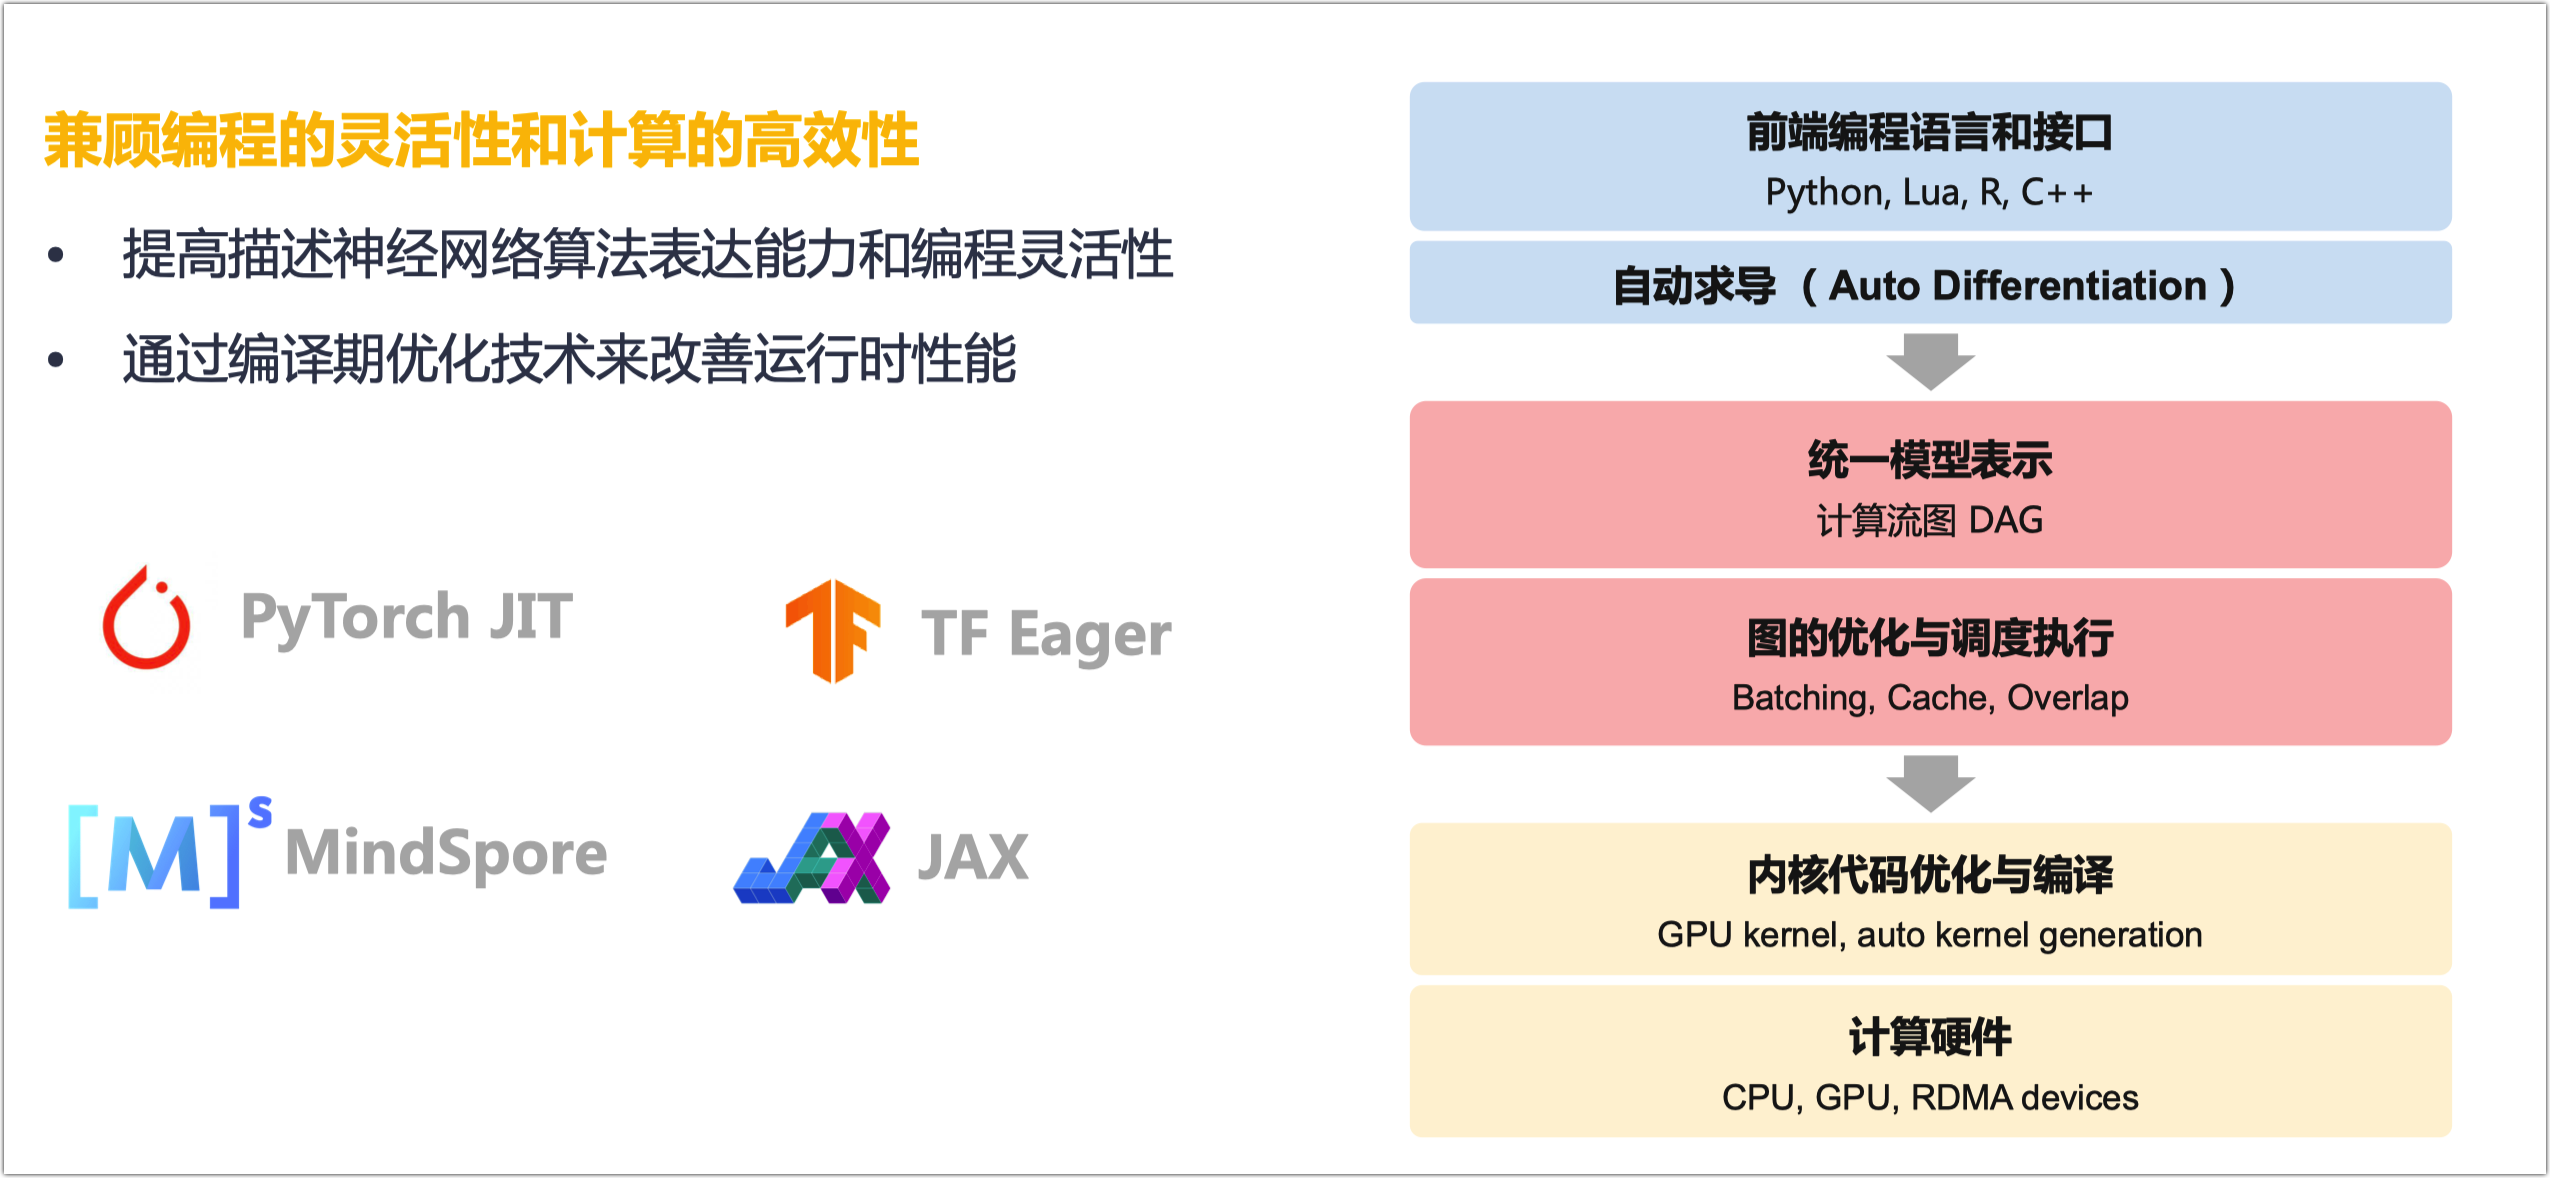 兼顾编程的灵活性和计算的高效性
• 提高描述神经网络算法表达能力和编程灵活性
• 通过编译期优化技术来改善运行时性能
PyTorch JIT
TF Eager
[M]s MindSpore
JAX JAX
前端编程语言和接口
Python, Lua, R, C++
自动求导（Auto Differentiation）
统一模型表示
计算流图 DAG
图的优化与调度执行
Batching, Cache, Overlap
内核代码优化与编译
GPU kernel, auto kernel generation
计算硬件
CPU, GPU, RDMA devices